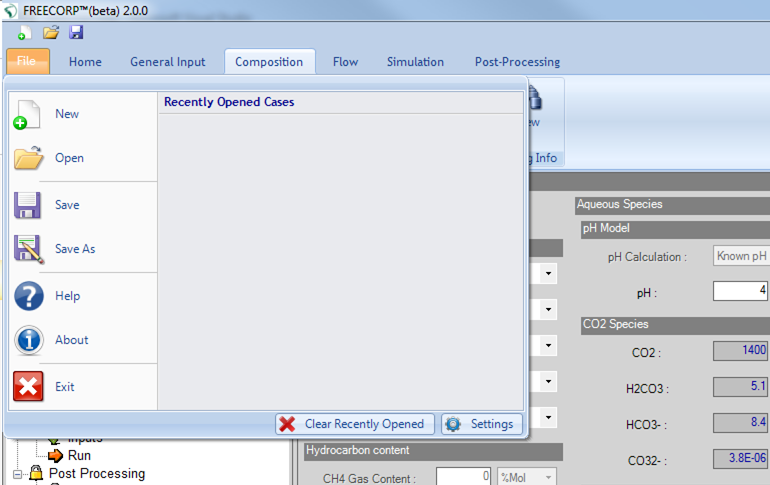 FREECORP™(beta) 2.0.0
File Home General Input Composition Flow Simulation Post-Processing
Recently Opened Cases
New
Open
Save
Save As
Help
About
Exit
Clear Recently Opened Settings
Info
Aqueous Species
pH Model
pH Calculation : Known pH
pH : 4
CO2 Species
CO2 : 1400
H2CO3 : 5.1
HCO3- : 8.4
CO32- : 3.8E-06
Inputs
Run
Post Processing
Hydrocarbon content
CH4 Gas Content : 0 %Mol